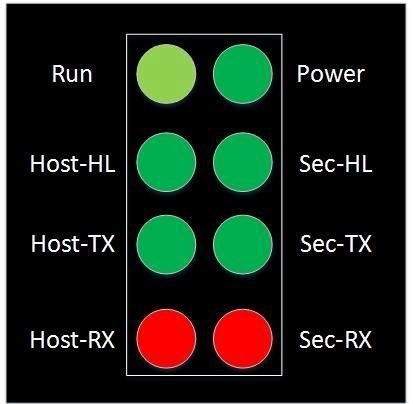 Run Power
Host-HL Sec-HL
Host-TX Sec-TX
Host-RX Sec-RX